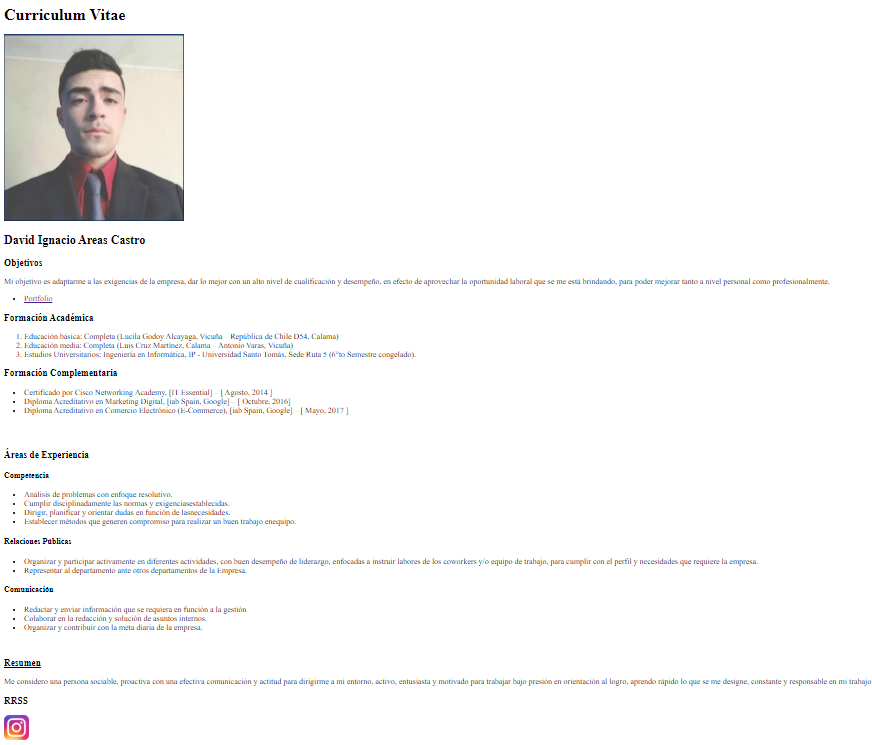 Curriculum Vitae
David Ignacio Areas Castro
Objetivos
Mi objetivo es adaptarme a las exigencias de la empresa, dar lo mejor con un alto nivel de cualificación y desempeño, en efecto de aprovechar la oportunidad laboral que se me está brindando, para poder mejorar tanto a nivel personal como profesionalmente.
• Portfolio
Formación Académica
1. Educación básica: Completa (Lucila Godoy Alcayaga, Vicuña – República de Chile D54, Calama)
2. Educación media: Completa (Luis Cruz Martínez, Calama – Antonio Varas, Vicuña)
3. Estudios Universitarios: Ingeniería en Informática, IP - Universidad Santo Tomás, Sede Ruta 5 (6°to Semestre congelado).
Formación Complementaria
• Certificado por Cisco Networking Academy, [IT Essential] – [ Agosto, 2014 ]
• Diploma Acreditativo en Marketing Digital, [iab Spain, Google] – [ Octubre, 2016]
• Diploma Acreditativo en Comercio Electrónico (E-Commerce), [iab Spain, Google] – [ Mayo, 2017 ]
Áreas de Experiencia
Competencia
• Análisis de problemas con enfoque resolutivo.
• Cumplir disciplinadamente las normas y exigenciasestablecidas.
• Dirigir, planificar y orientar dudas en función de lasnecesidades.
• Establecer métodos que generen compromiso para realizar un buen trabajo enequipo.
Relaciones Públicas
• Organizar y participar activamente en diferentes actividades, con buen desempeño de liderazgo, enfocadas a instruir labores de los coworkers y/o equipo de trabajo, para cumplir con el perfil y necesidades que requiere la empresa.
• Representar al departamento ante otros departamentos de la Empresa.
Comunicación
• Redactar y enviar información que se requiera en función a la gestión
• Colaborar en la redacción y solución de asuntos internos.
• Organizar y contribuir con la meta diaria de la empresa.
Resumen
Me considero una persona sociable, proactiva con una efectiva comunicación y actitud para dirigirme a mi entorno, activo, entusiasta y motivado para trabajar bajo presión en orientación al logro, aprendo rápido lo que se me designe, constante y responsable en mi trabajo
RRSS